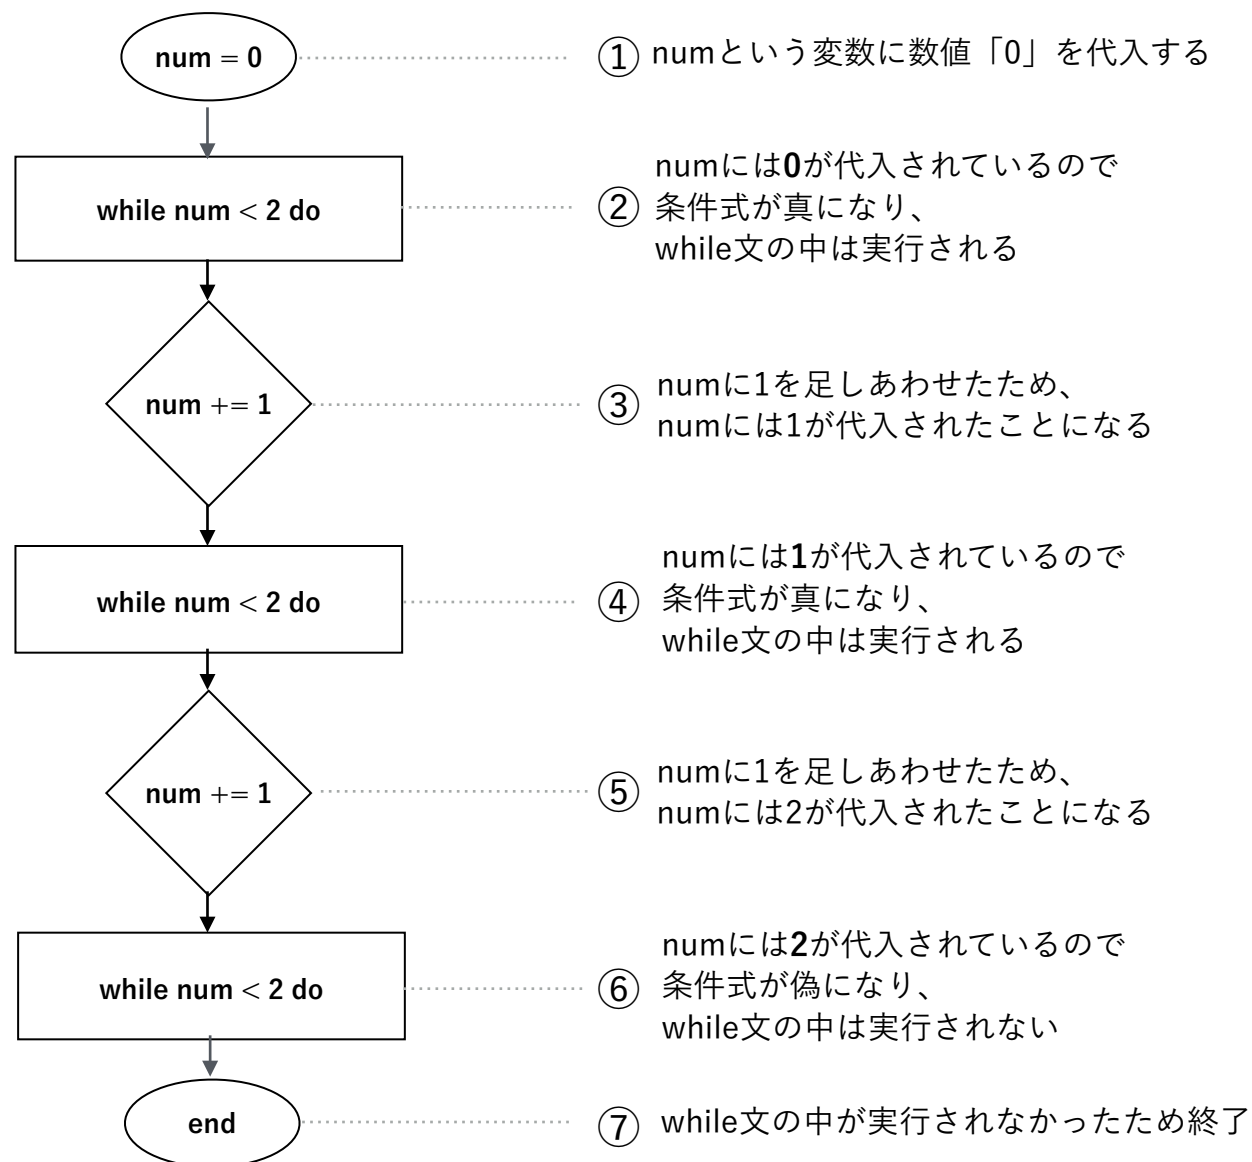 num = 0
① numという変数に数値「0」を代入する
while num < 2 do
② numには0が代入されているので
条件式が真になり、
while文の中は実行される
num += 1
③ numに1を足しあわせたため、
numには1が代入されたことになる
while num < 2 do
④ numには1が代入されているので
条件式が真になり、
while文の中は実行される
num += 1
⑤ numに1を足しあわせたため、
numには2が代入されたことになる
while num < 2 do
⑥ numには2が代入されているので
条件式が偽になり、
while文の中は実行されない
end
⑦ while文の中が実行されなかったため終了